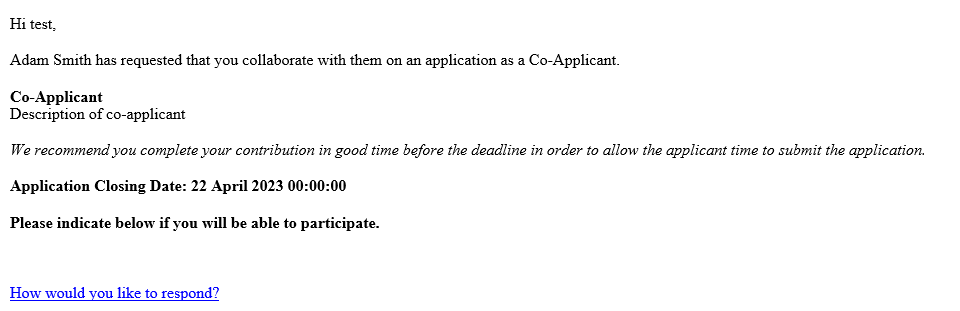 Hi test,
Adam Smith has requested that you collaborate with them on an application as a Co-Applicant.
Co-Applicant
Description of co-applicant
We recommend you complete your contribution in good time before the deadline in order to allow the applicant time to submit the application.
Application Closing Date: 22 April 2023 00:00:00
Please indicate below if you will be able to participate.
How would you like to respond?